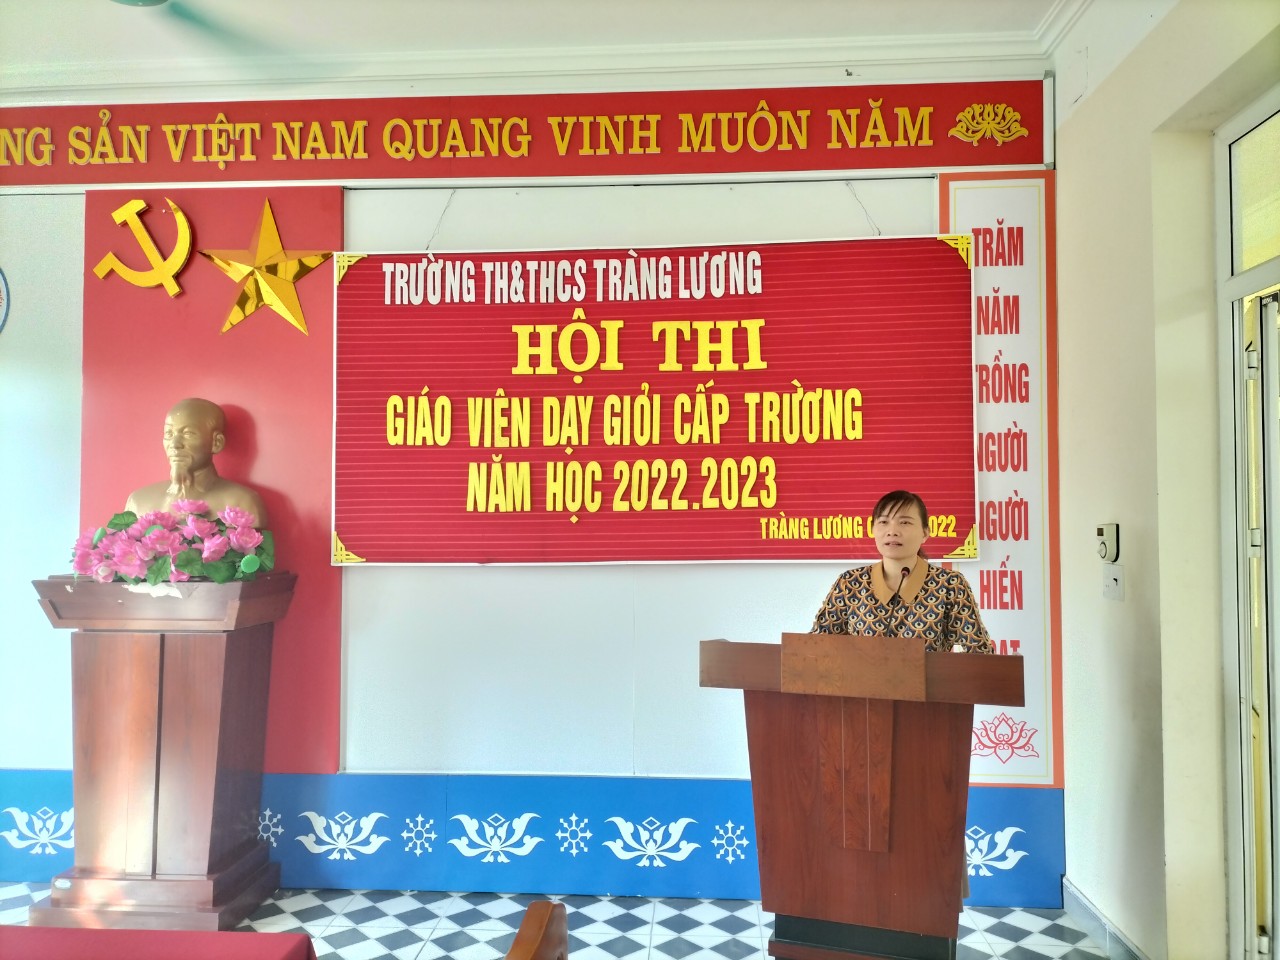 NG SẢN VIỆT NAM QUANG VINH MUÔN NĂM
TRƯỜNG TH&THCS TRÀNG LƯƠNG
HỘI THI
GIÁO VIÊN DẠY GIỎI CẤP TRƯỜNG
NĂM HỌC 2022.2023
TRÀNG LƯƠNG 2022
TRĂM
NĂM
TRỒNG
NGƯỜI
NGƯỜI
HIẾN